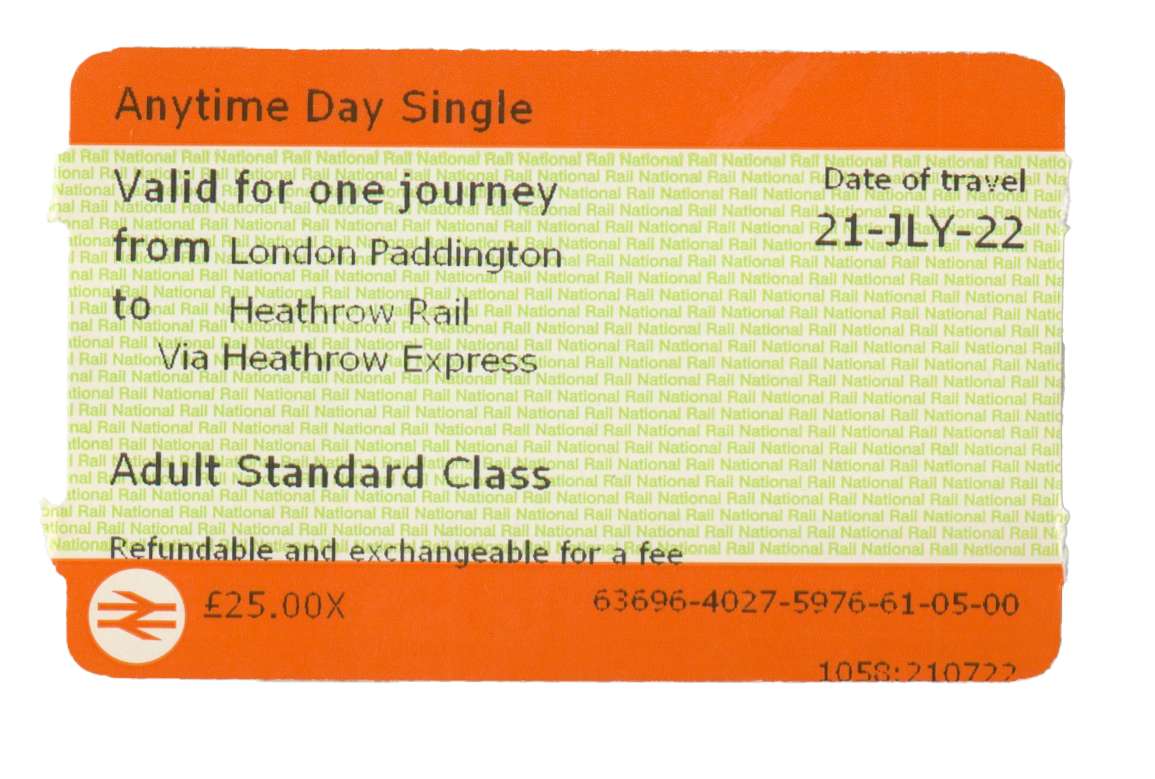 Anytime Day Single
Valid for one journey
Date of travel
from London Paddington
21-JLY-22
to Heathrow Rail
Via Heathrow Express
Adult Standard Class
Refundable and exchangeable for a fee
£25.00X
63696-4027-5976-61-05-00
1058:210722